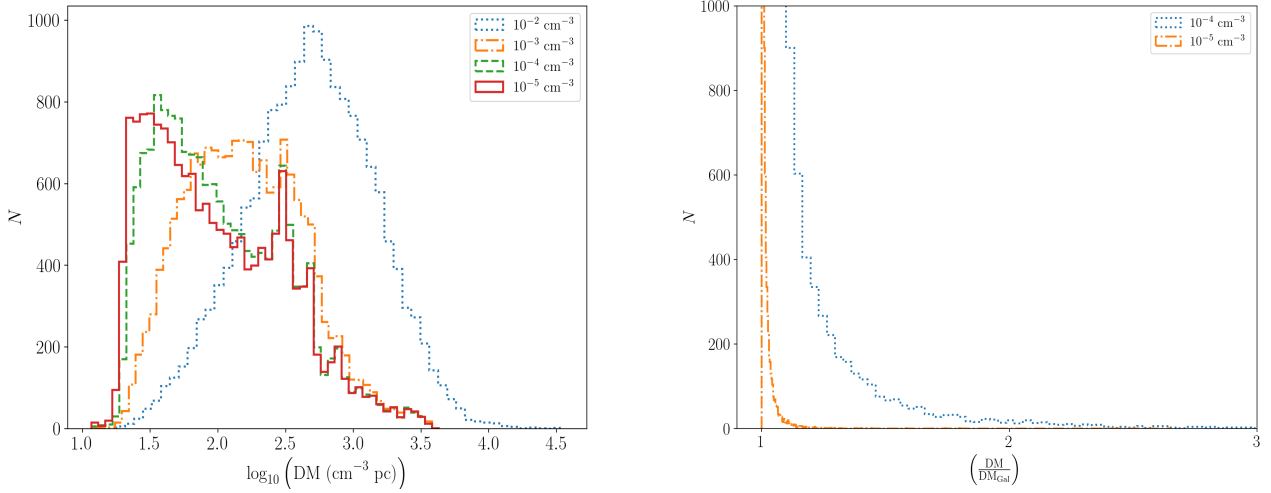 1000
800
600
400
200
0
N
1.0 1.5 2.0 2.5 3.0 3.5 4.0 4.5
log₁₀(DM (cm⁻³ pc))
10⁻² cm⁻³
10⁻³ cm⁻³
10⁻⁴ cm⁻³
10⁻⁵ cm⁻³
1000
800
600
400
200
0
N
1 2 3
(DM/DM_Gal)
10⁻⁴ cm⁻³
10⁻⁵ cm⁻³